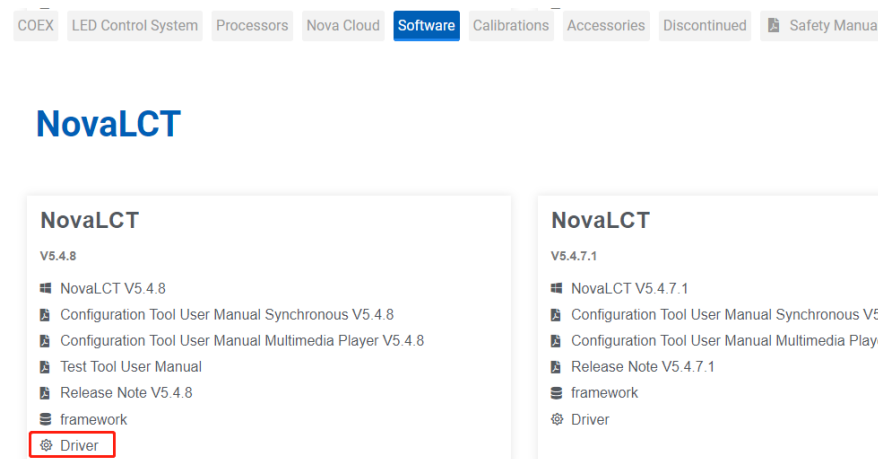 COEX LED Control System Processors Nova Cloud Software Calibrations Accessories Discontinued Safety Manua
NovaLCT
NovaLCT
V5.4.8
NovaLCT V5.4.8
Configuration Tool User Manual Synchronous V5.4.8
Configuration Tool User Manual Multimedia Player V5.4.8
Test Tool User Manual
Release Note V5.4.8
framework
Driver
NovaLCT
V5.4.7.1
NovaLCT V5.4.7.1
Configuration Tool User Manual Synchronous V5
Configuration Tool User Manual Multimedia Play
Release Note V5.4.7.1
framework
Driver